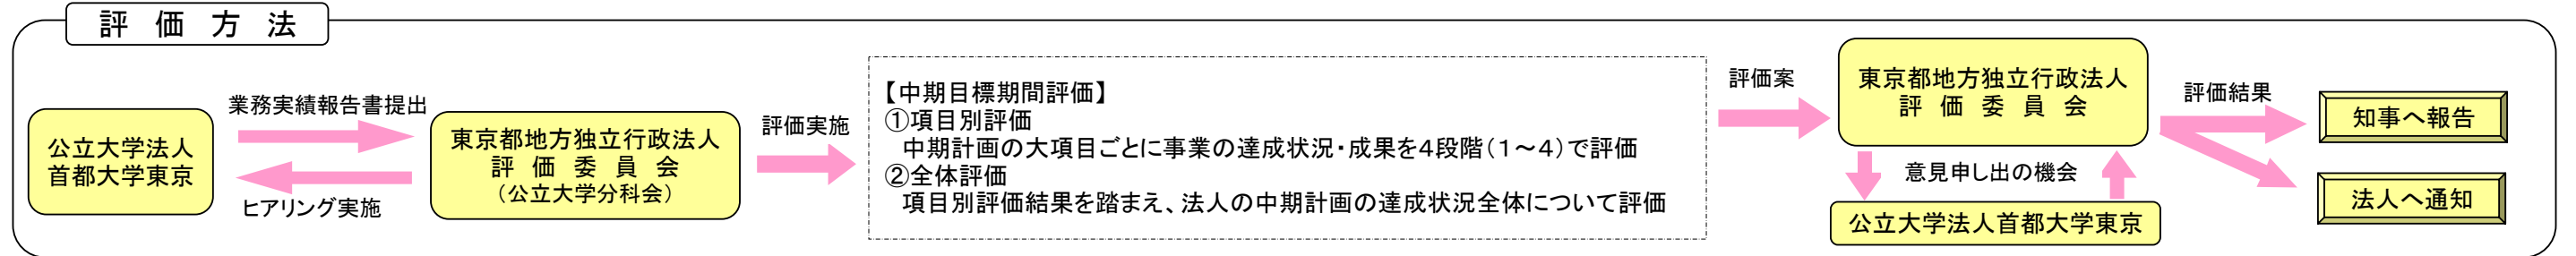 評価方法
公立大学法人
首都大学東京
業務実績報告書提出
ヒアリング実施
東京都地方独立行政法人
評価委員会
（公立大学分科会）
評価実施
【中期目標期間評価】
①項目別評価
中期計画の大項目ごとに事業の達成状況・成果を４段階（１～４）で評価
②全体評価
項目別評価結果を踏まえ、法人の中期計画の達成状況全体について評価
評価案
東京都地方独立行政法人
評価委員会
意見申し出の機会
公立大学法人首都大学東京
評価結果
知事へ報告
法人へ通知